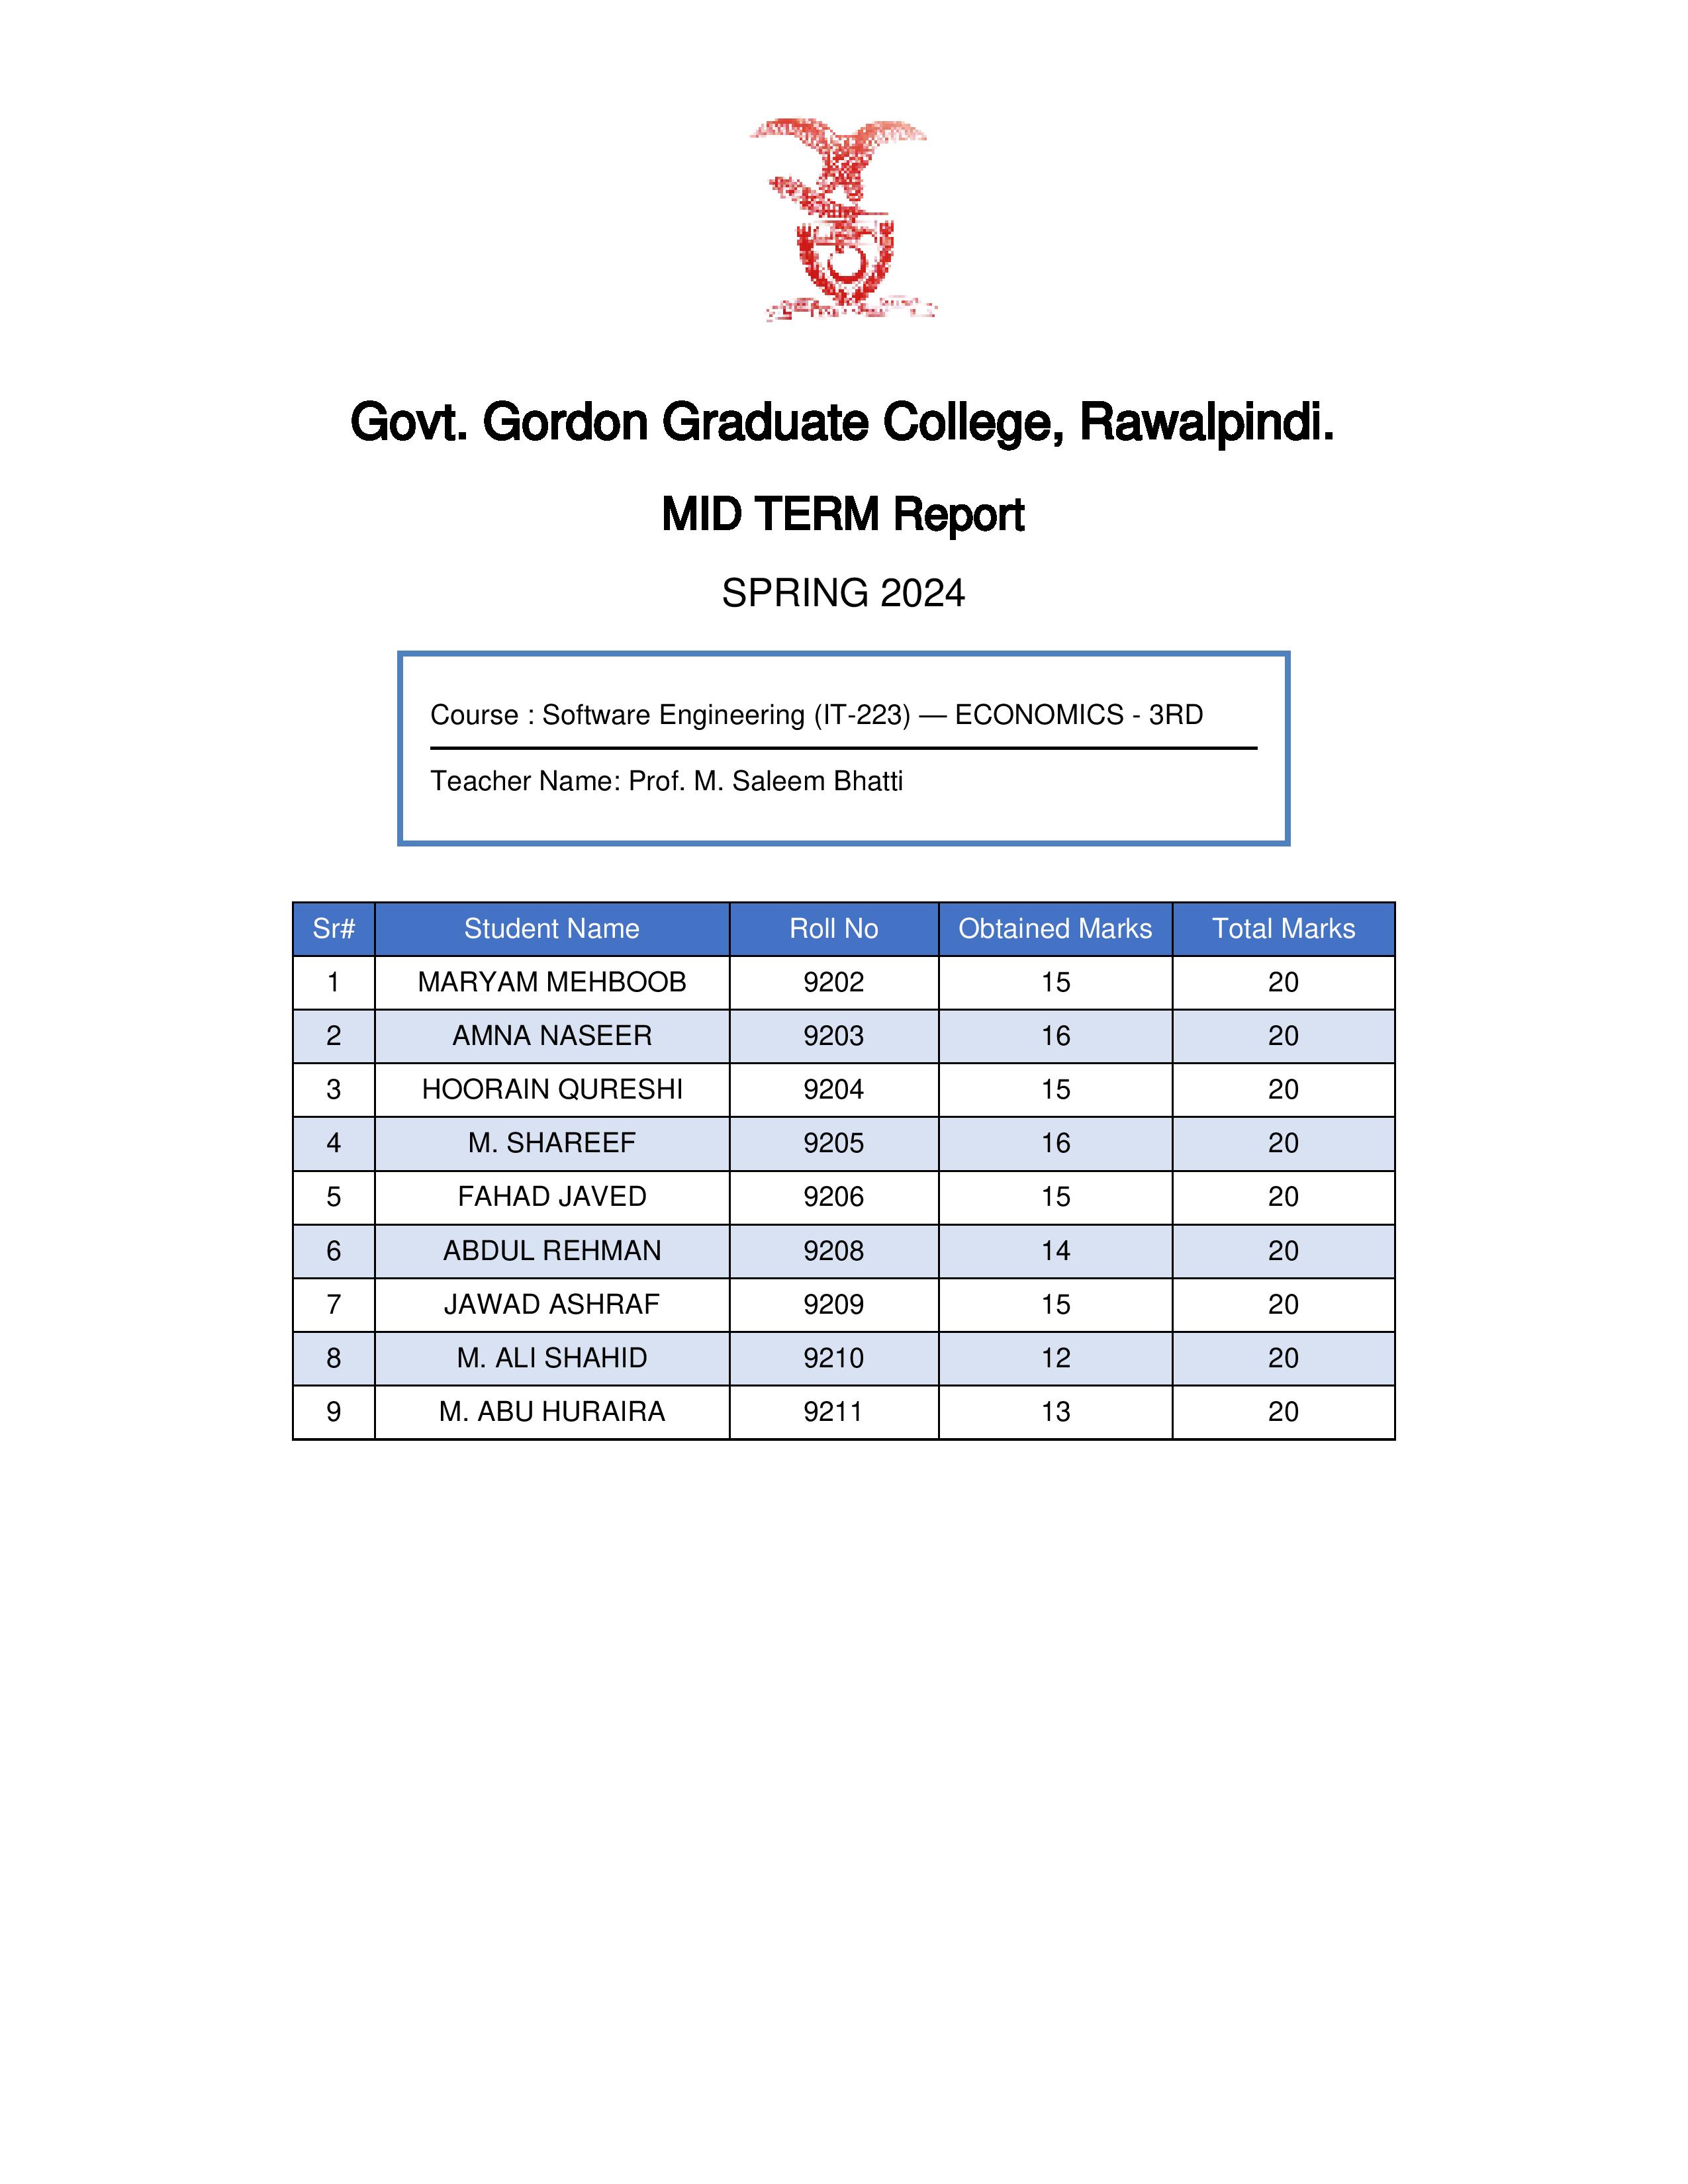 Govt. Gordon Graduate College, Rawalpindi.
MID TERM Report
SPRING 2024
Course : Software Engineering (IT-223) — ECONOMICS - 3RD
Teacher Name: Prof. M. Saleem Bhatti
Sr# Student Name Roll No Obtained Marks Total Marks
1 MARYAM MEHBOOB 9202 15 20
2 AMNA NASEER 9203 16 20
3 HOORAIN QURESHI 9204 15 20
4 M. SHAREEF 9205 16 20
5 FAHAD JAVED 9206 15 20
6 ABDUL REHMAN 9208 14 20
7 JAWAD ASHRAF 9209 15 20
8 M. ALI SHAHID 9210 12 20
9 M. ABU HURAIRA 9211 13 20